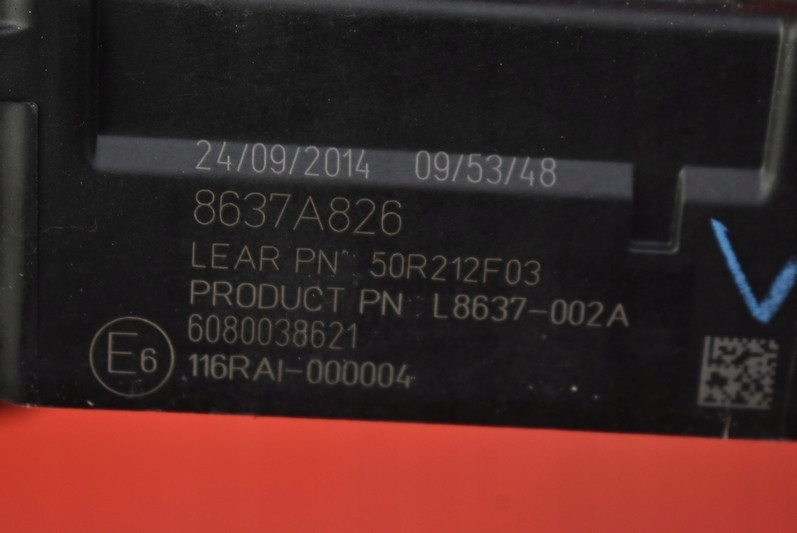 24/09/2014 09/53/48
8637A826
LEAR PN: 50R212F03
PRODUCT PN: L8637-002A
6080038621
E6 116RAI-000004